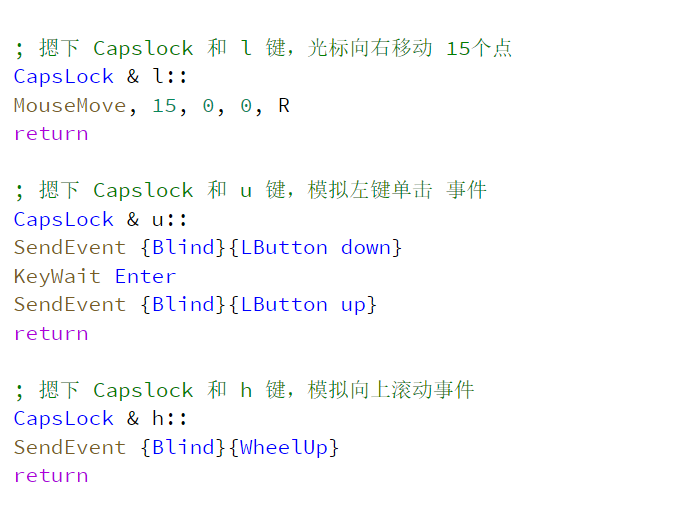 ; 摁下 Capslock 和 l 键，光标向右移动 15个点
CapsLock & l::
MouseMove, 15, 0, 0, R
return
; 摁下 Capslock 和 u 键，模拟左键单击 事件
CapsLock & u::
SendEvent {Blind}{LButton down}
KeyWait Enter
SendEvent {Blind}{LButton up}
return
; 摁下 Capslock 和 h 键，模拟向上滚动事件
CapsLock & h::
SendEvent {Blind}{WheelUp}
return